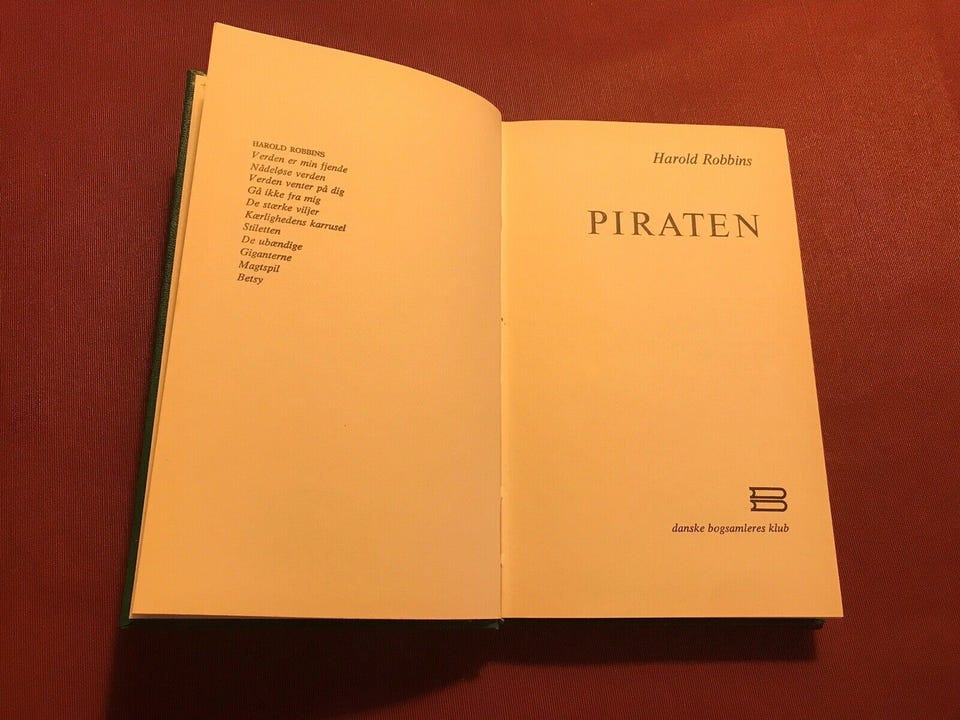 HAROLD ROBBINS
Verden er min fjende
Nådeløse verden
Verden venter på dig
Gå ikke fra mig
De stærke viljer
Kærlighedens karrusel
Stiletten
De ubændige
Giganterne
Magtspil
Betsy
Harold Robbins
PIRATEN
danske bogsamleres klub